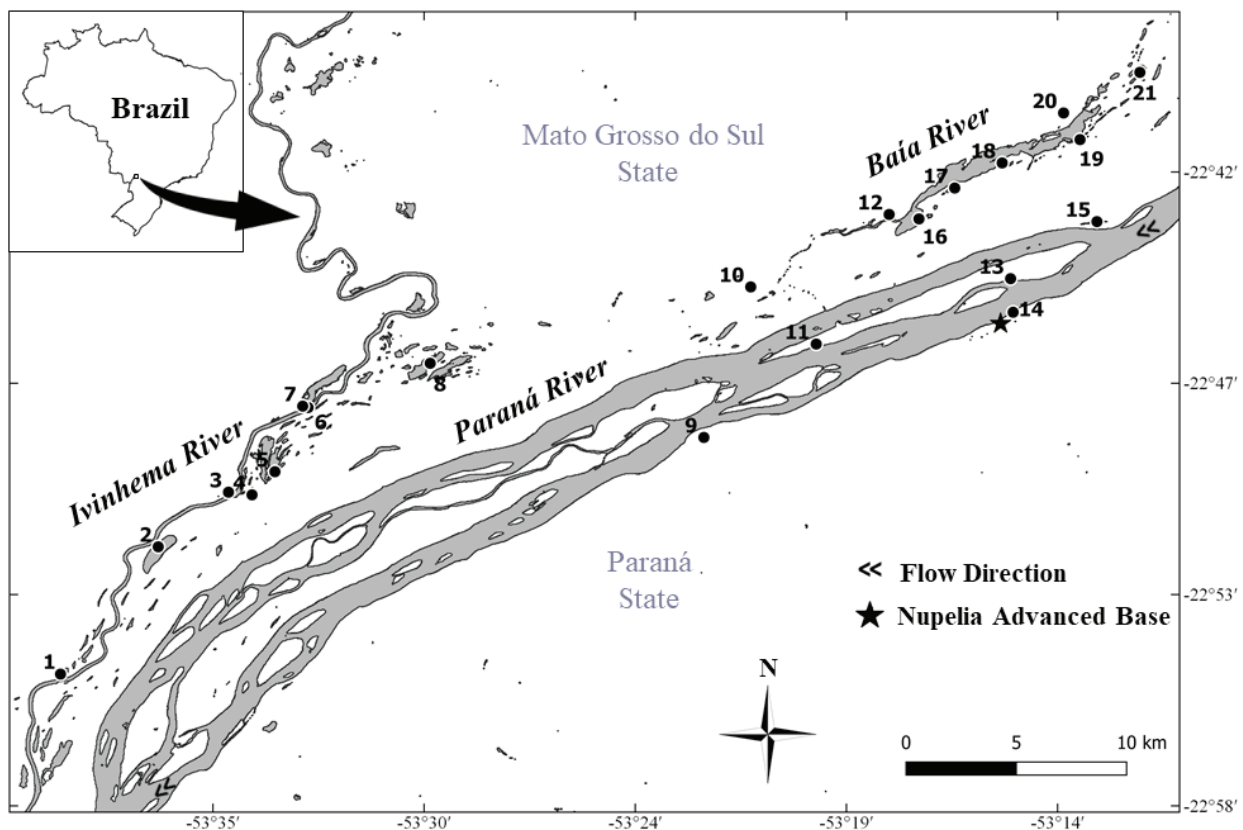 Brazil
Mato Grosso do Sul
State
Baía River
20
21
19
18
17
12
16
15
-22°42'
10
13
14
11
8
7
6
Paraná River
-22°47'
9
Ivinhema River
5
3
4
2
Paraná
State
Flow Direction
-22°53'
Nupelia Advanced Base
1
N
0 5 10 km
-22°58'
-53°35' -53°30' -53°24' -53°19' -53°14'